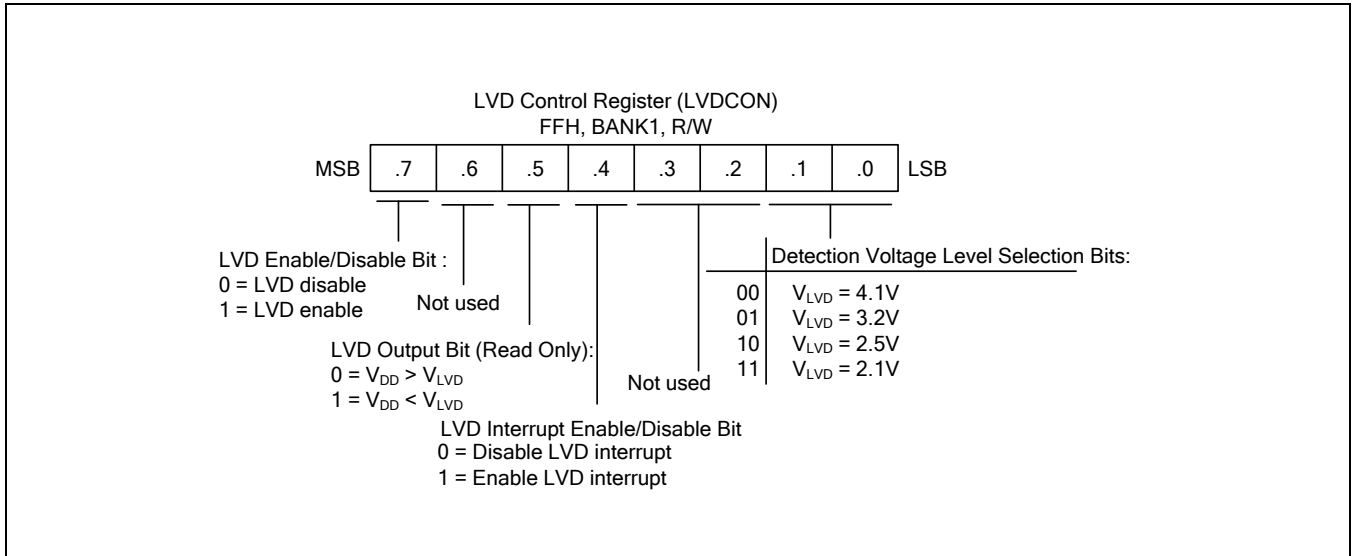 LVD Control Register (LVDCON)
FFH, BANK1, R/W
MSB .7 .6 .5 .4 .3 .2 .1 .0 LSB
LVD Enable/Disable Bit :
0 = LVD disable
1 = LVD enable
Not used
LVD Output Bit (Read Only):
0 = VDD > VLVD
1 = VDD < VLVD
LVD Interrupt Enable/Disable Bit
0 = Disable LVD interrupt
1 = Enable LVD interrupt
Not used
Detection Voltage Level Selection Bits:
00 VLVD = 4.1V
01 VLVD = 3.2V
10 VLVD = 2.5V
11 VLVD = 2.1V